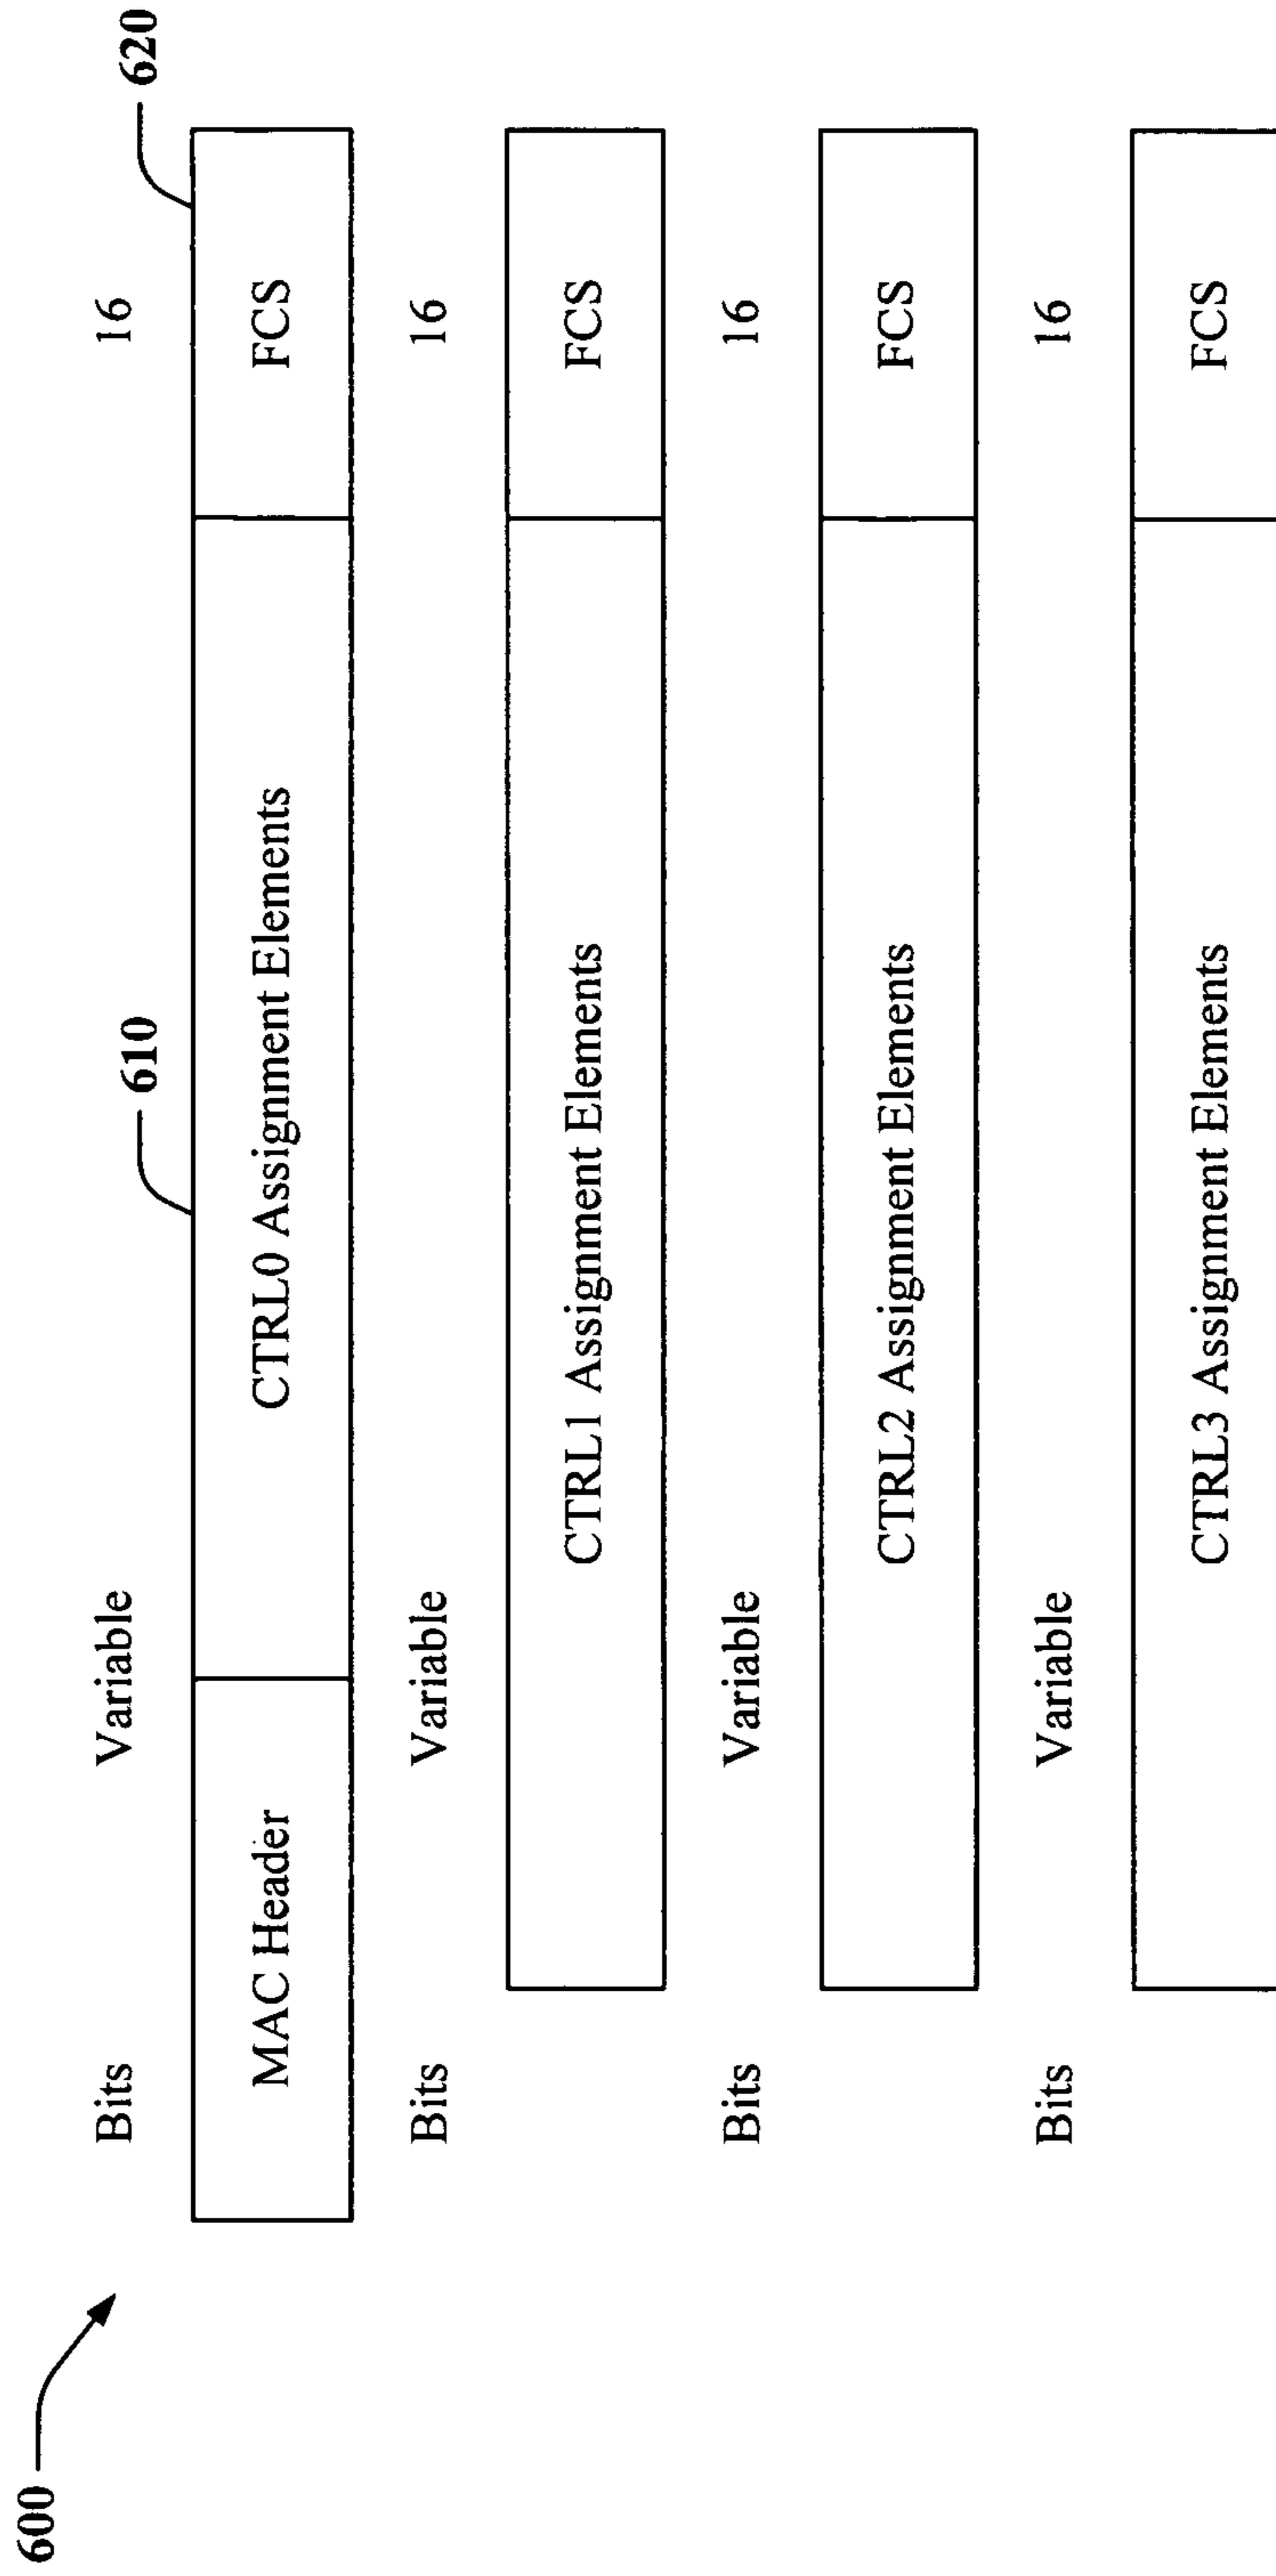 600
610
620
Bits Variable 16
MAC Header CTRL0 Assignment Elements FCS
Bits Variable 16
CTRL1 Assignment Elements FCS
Bits Variable 16
CTRL2 Assignment Elements FCS
Bits Variable 16
CTRL3 Assignment Elements FCS